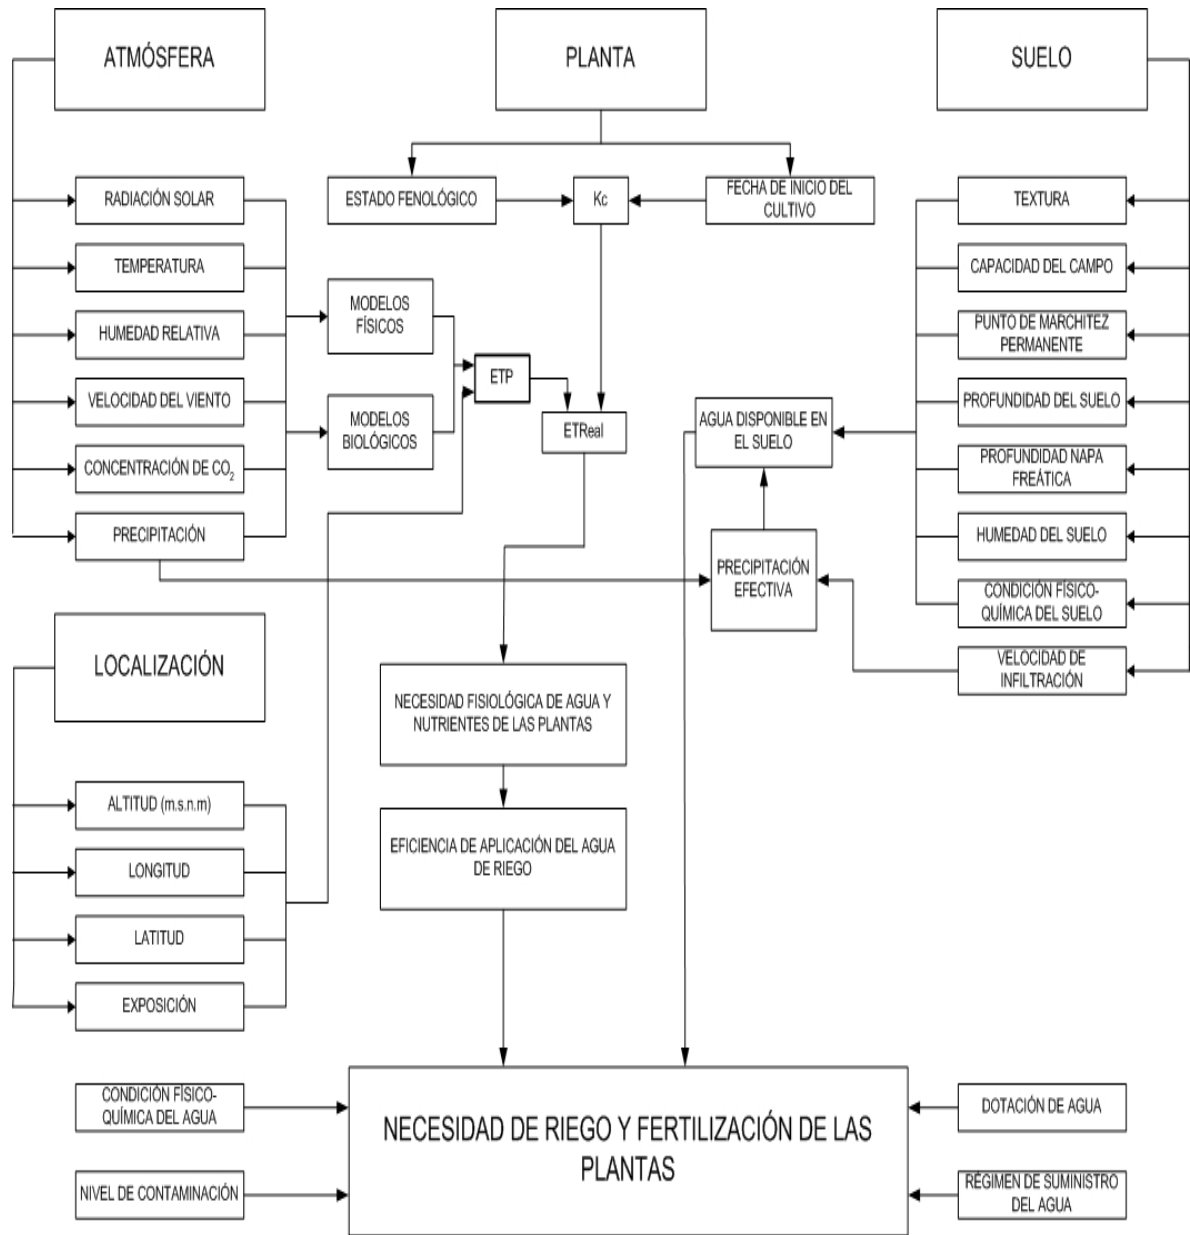 ATMÓSFERA
PLANTA
SUELO
RADIACIÓN SOLAR
TEMPERATURA
HUMEDAD RELATIVA
VELOCIDAD DEL VIENTO
CONCENTRACIÓN DE CO2
PRECIPITACIÓN
ESTADO FENOLÓGICO
Kc
FECHA DE INICIO DEL
CULTIVO
MODELOS
FÍSICOS
MODELOS
BIOLÓGICOS
ETP
ETReal
AGUA DISPONIBLE EN
EL SUELO
PRECIPITACIÓN
EFECTIVA
TEXTURA
CAPACIDAD DEL CAMPO
PUNTO DE MARCHITEZ
PERMANENTE
PROFUNDIDAD DEL SUELO
PROFUNDIDAD NAPA
FREÁTICA
HUMEDAD DEL SUELO
CONDICIÓN FÍSICO-
QUÍMICA DEL SUELO
VELOCIDAD DE
INFILTRACIÓN
LOCALIZACIÓN
ALTITUD (m.s.n.m)
LONGITUD
LATITUD
EXPOSICIÓN
NECESIDAD FISIOLÓGICA DE AGUA Y
NUTRIENTES DE LAS PLANTAS
EFICIENCIA DE APLICACIÓN DEL AGUA
DE RIEGO
CONDICIÓN FÍSICO-
QUÍMICA DEL AGUA
NIVEL DE CONTAMINACIÓN
NECESIDAD DE RIEGO Y FERTILIZACIÓN DE LAS
PLANTAS
DOTACIÓN DE AGUA
RÉGIMEN DE SUMINISTRO
DEL AGUA